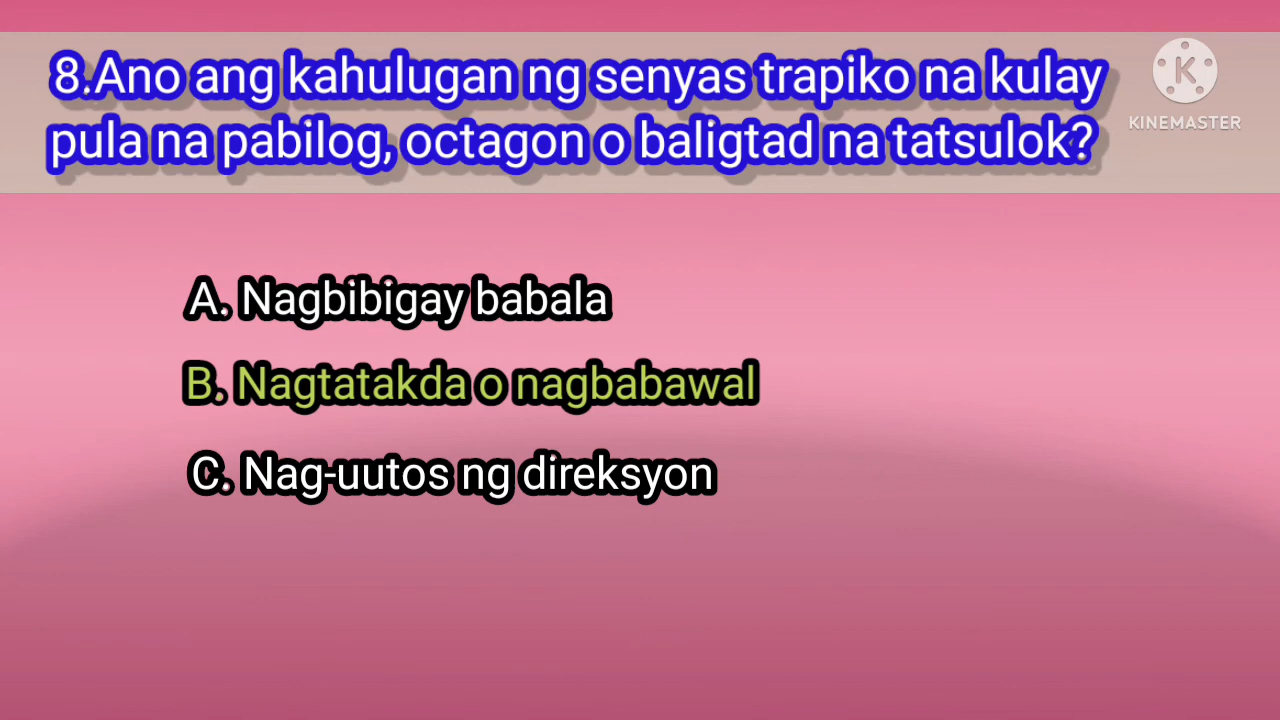 8.Ano ang kahulugan ng senyas trapiko na kulay
pula na pabilog, octagon o baligtad na tatsulok?
KINEMASTER
A. Nagbibigay babala
B. Nagtatakda o nagbabawal
C. Nag-uutos ng direksyon